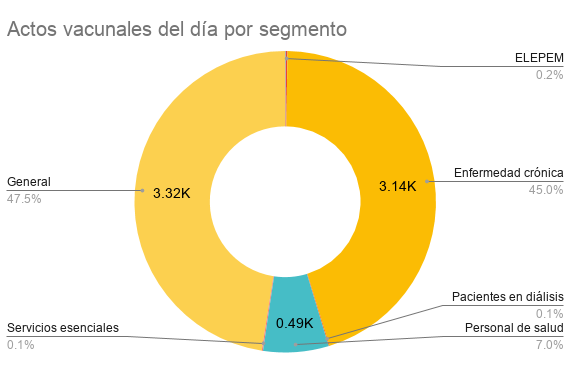 Actos vacunales del día por segmento
ELEPEM
0.2%
Enfermedad crónica
45.0%
3.14K
General
47.5%
3.32K
Pacientes en diálisis
0.1%
Personal de salud
7.0%
0.49K
Servicios esenciales
0.1%